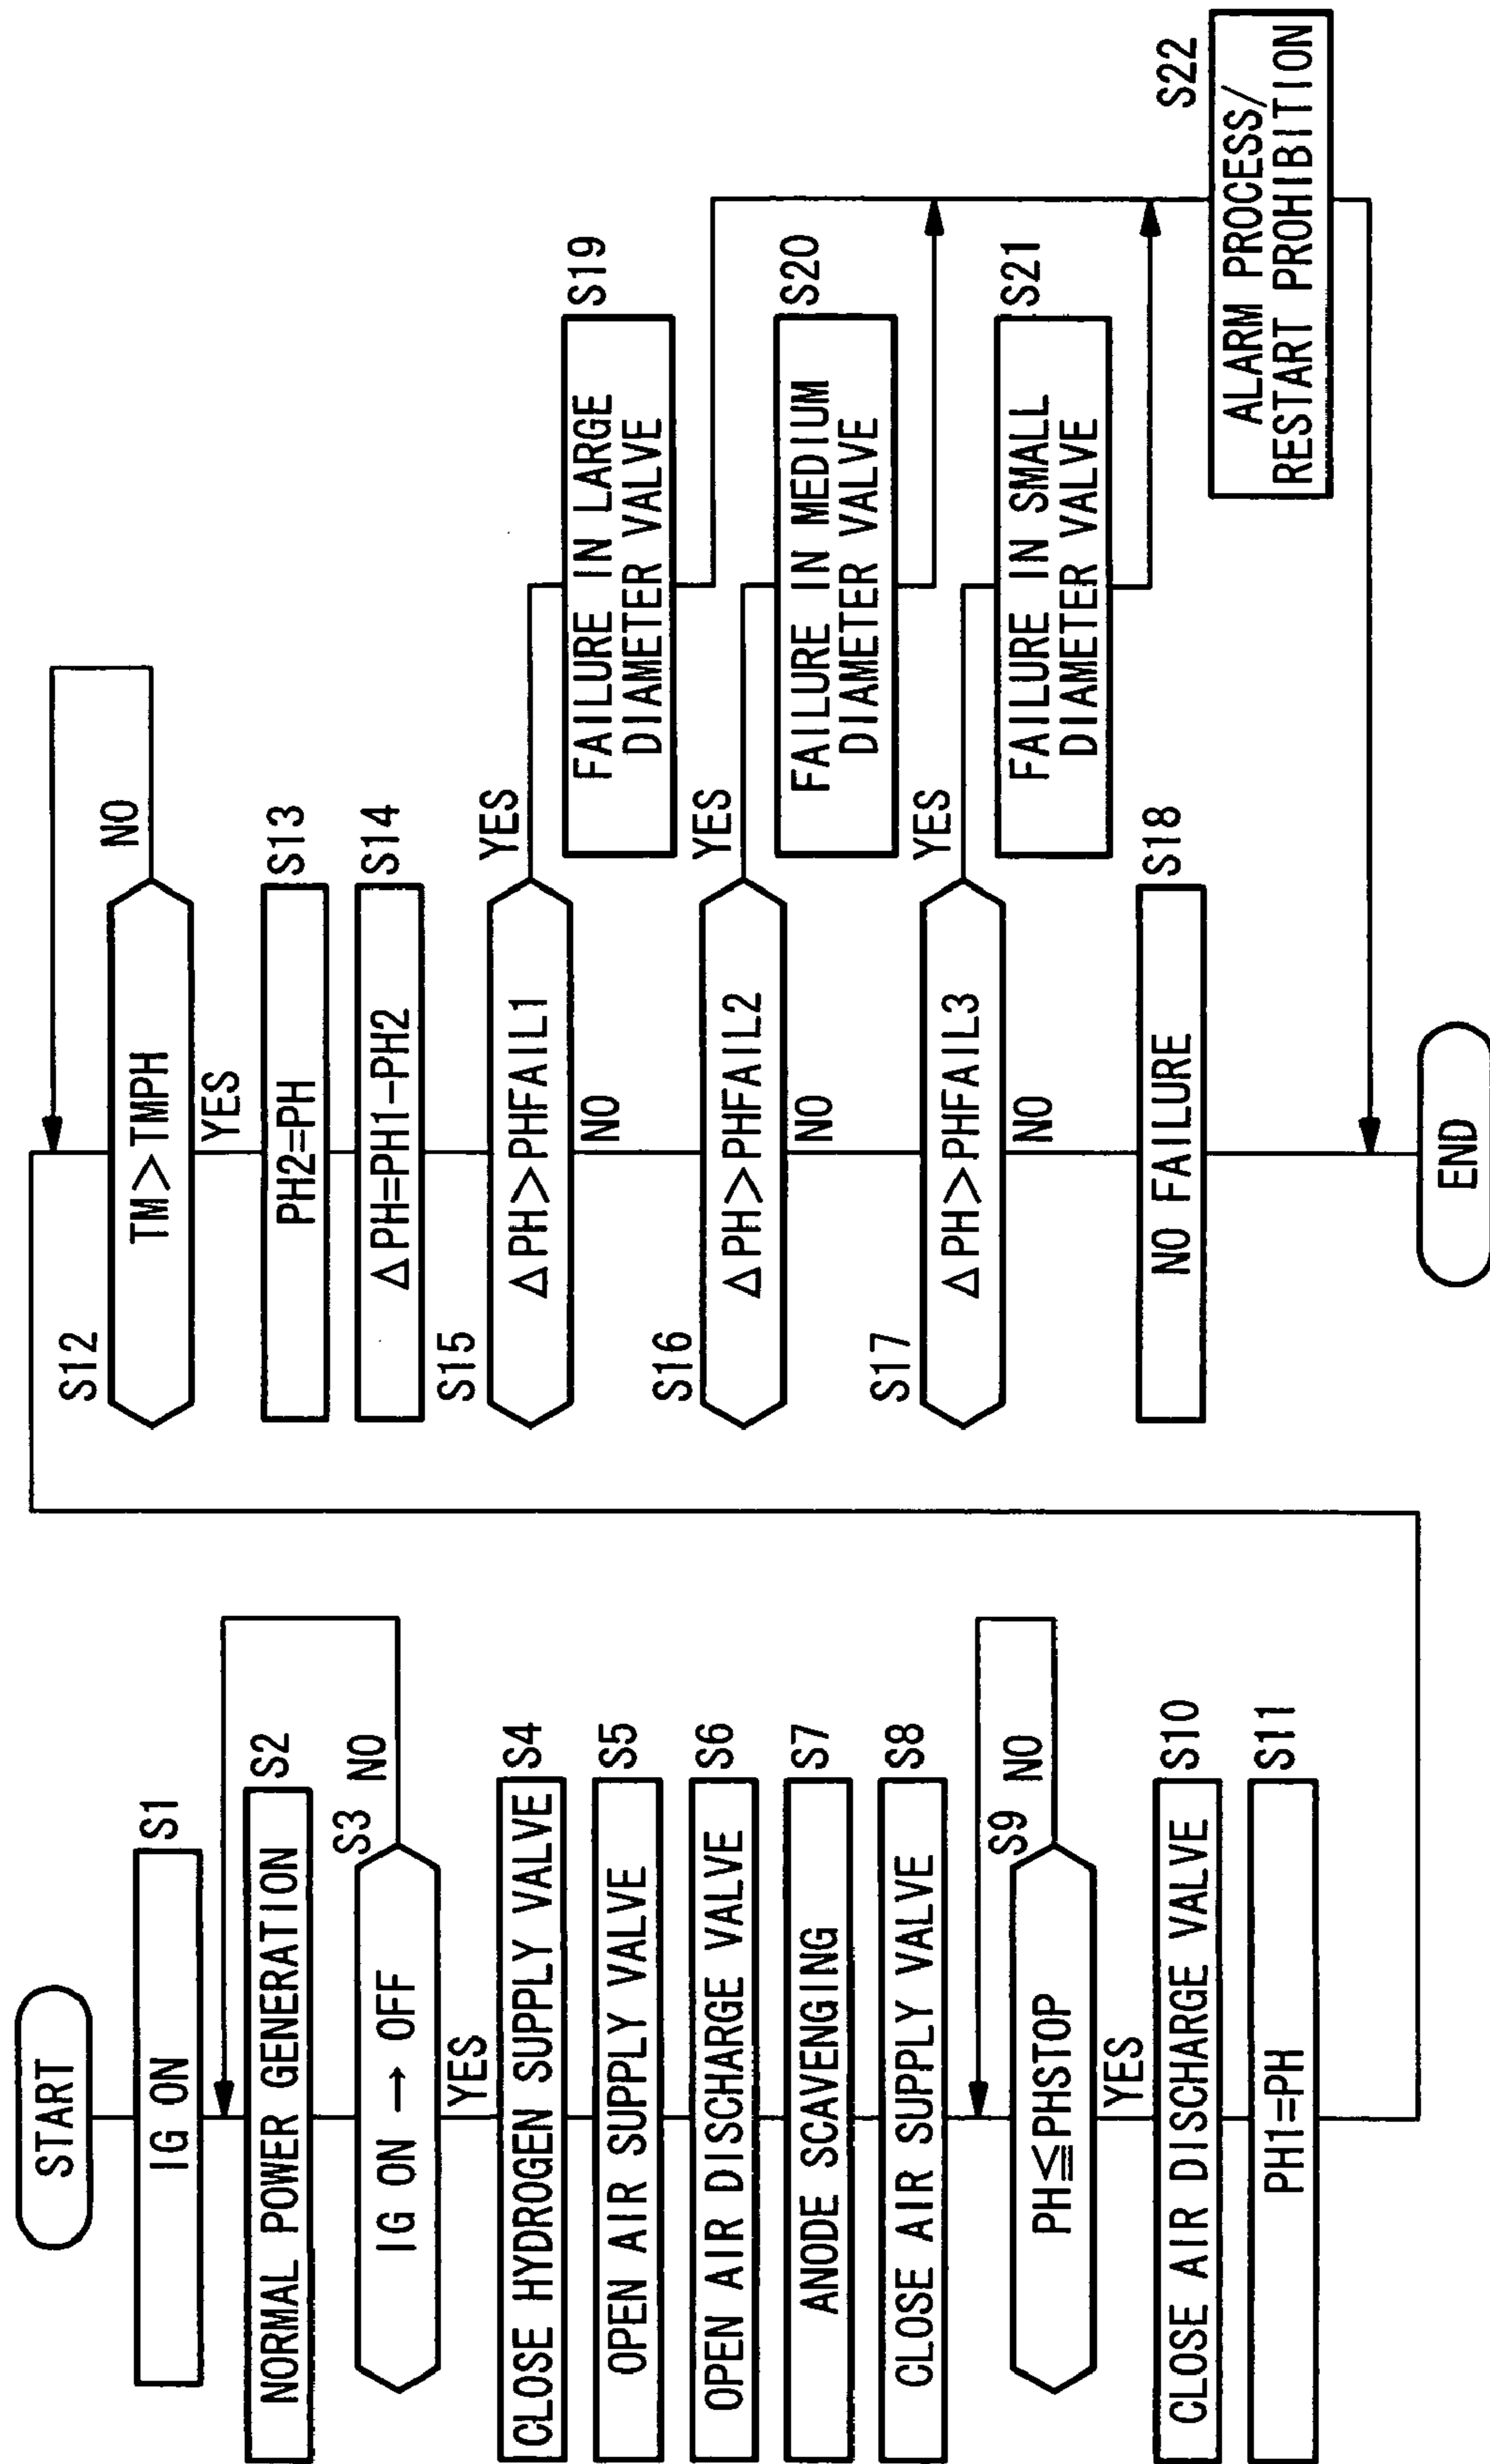 START
IG ON
S1
NORMAL POWER GENERATION
S2
IG ON → OFF
S3
NO
YES
CLOSE HYDROGEN SUPPLY VALVE
S4
OPEN AIR SUPPLY VALVE
S5
OPEN AIR DISCHARGE VALVE
S6
ANODE SCAVENGING
S7
CLOSE AIR SUPPLY VALVE
S8
PH≦PHSTOP
S9
NO
YES
CLOSE AIR DISCHARGE VALVE
S10
PH1=PH
S11
S12
TM>TMPH
NO
YES
PH2=PH
S13
△PH=PH1-PH2
S14
S15
△PH>PHFAIL1
YES
NO
FAILURE IN LARGE
DIAMETER VALVE
S19
S16
△PH>PHFAIL2
YES
NO
FAILURE IN MEDIUM
DIAMETER VALVE
S20
S17
△PH>PHFAIL3
YES
NO
FAILURE IN SMALL
DIAMETER VALVE
S21
NO FAILURE
S18
S22
ALARM PROCESS/
RESTART PROHIBITION
END